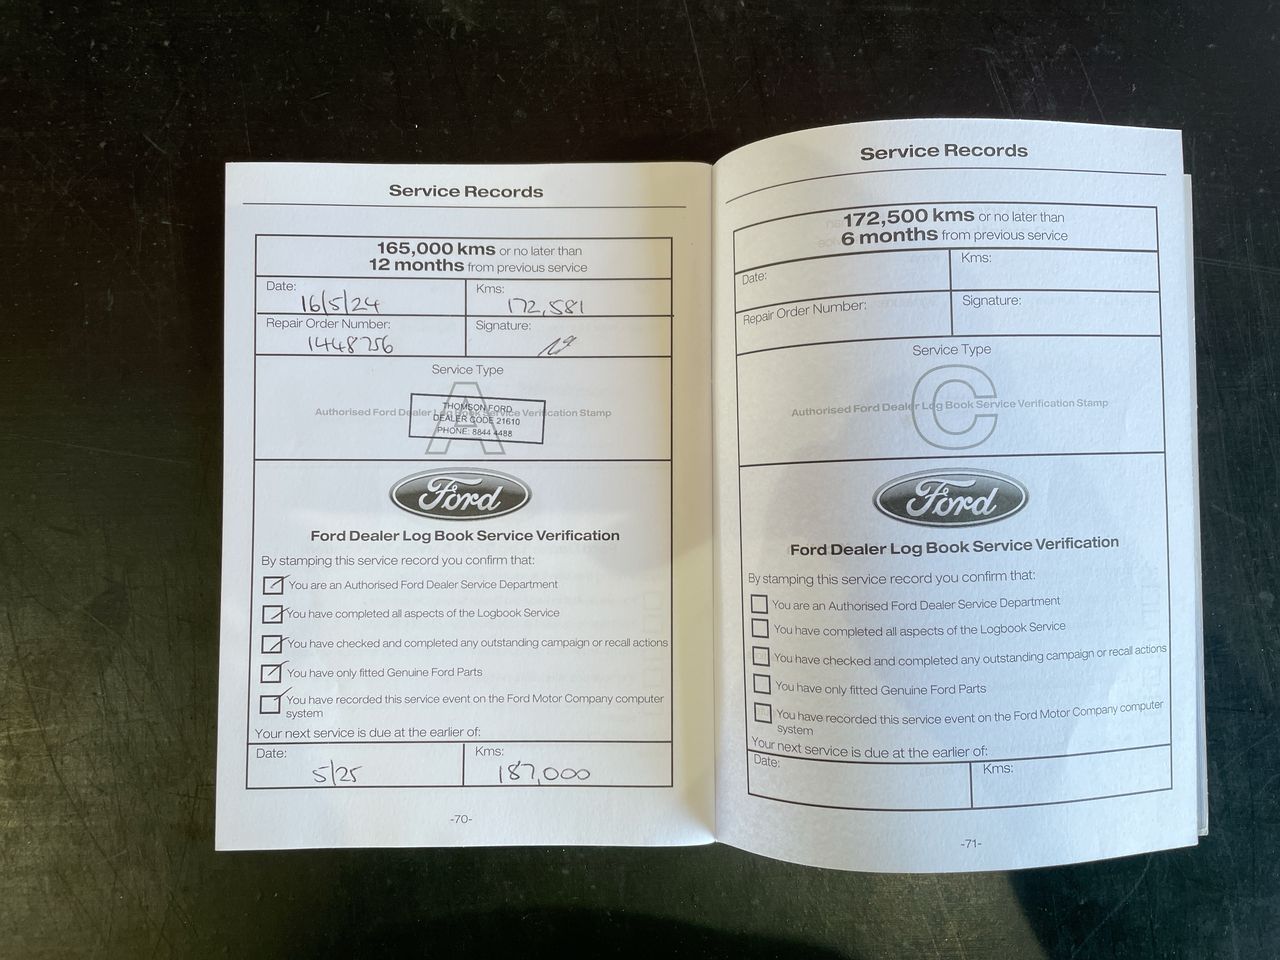 Service Records
165,000 kms or no later than
12 months from previous service
Date:
16/5/24
Kms:
172,581
Repair Order Number:
1448756
Signature:
Service Type
A
Authorised Ford Dealer Log Book Service Verification Stamp
THOMSON FORD
DEALER CODE 21610
PHONE: 8844 4488
Ford
Ford Dealer Log Book Service Verification
By stamping this service record you confirm that:
You are an Authorised Ford Dealer Service Department
You have completed all aspects of the Logbook Service
You have checked and completed any outstanding campaign or recall actions
You have only fitted Genuine Ford Parts
You have recorded this service event on the Ford Motor Company computer
system
Your next service is due at the earlier of:
Date:
5/25
Kms:
187,000
-70-
Service Records
172,500 kms or no later than
6 months from previous service
Date:
Kms:
Repair Order Number:
Signature:
Service Type
C
Authorised Ford Dealer Log Book Service Verification Stamp
Ford
Ford Dealer Log Book Service Verification
By stamping this service record you confirm that:
You are an Authorised Ford Dealer Service Department
You have completed all aspects of the Logbook Service
You have checked and completed any outstanding campaign or recall actions
You have only fitted Genuine Ford Parts
You have recorded this service event on the Ford Motor Company computer
system
Your next service is due at the earlier of:
Date:
Kms:
-71-